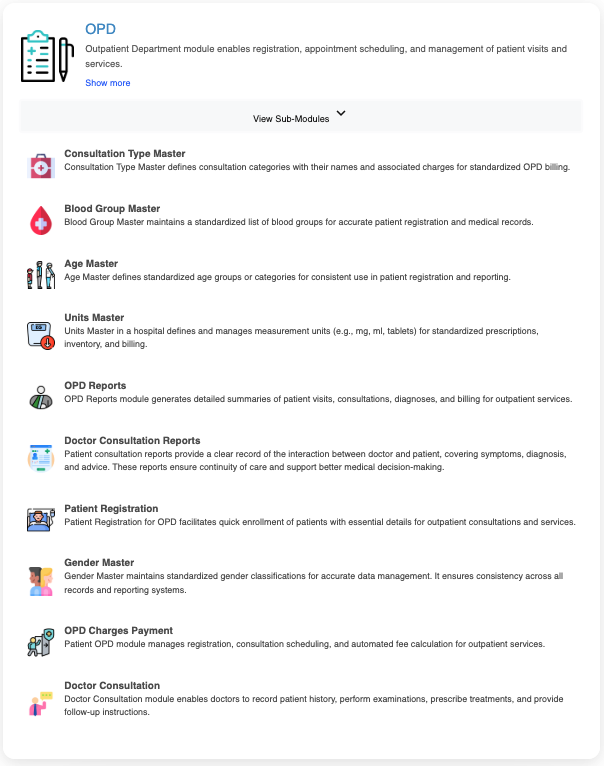 OPD
Outpatient Department module enables registration, appointment scheduling, and management of patient visits and
services.
Show more
View Sub-Modules
Consultation Type Master
Consultation Type Master defines consultation categories with their names and associated charges for standardized OPD billing.
Blood Group Master
Blood Group Master maintains a standardized list of blood groups for accurate patient registration and medical records.
Age Master
Age Master defines standardized age groups or categories for consistent use in patient registration and reporting.
Units Master
Units Master in a hospital defines and manages measurement units (e.g., mg, ml, tablets) for standardized prescriptions,
inventory, and billing.
OPD Reports
OPD Reports module generates detailed summaries of patient visits, consultations, diagnoses, and billing for outpatient services.
Doctor Consultation Reports
Patient consultation reports provide a clear record of the interaction between doctor and patient, covering symptoms, diagnosis,
and advice. These reports ensure continuity of care and support better medical decision-making.
Patient Registration
Patient Registration for OPD facilitates quick enrollment of patients with essential details for outpatient consultations and services.
Gender Master
Gender Master maintains standardized gender classifications for accurate data management. It ensures consistency across all
records and reporting systems.
OPD Charges Payment
Patient OPD module manages registration, consultation scheduling, and automated fee calculation for outpatient services.
Doctor Consultation
Doctor Consultation module enables doctors to record patient history, perform examinations, prescribe treatments, and provide
follow-up instructions.